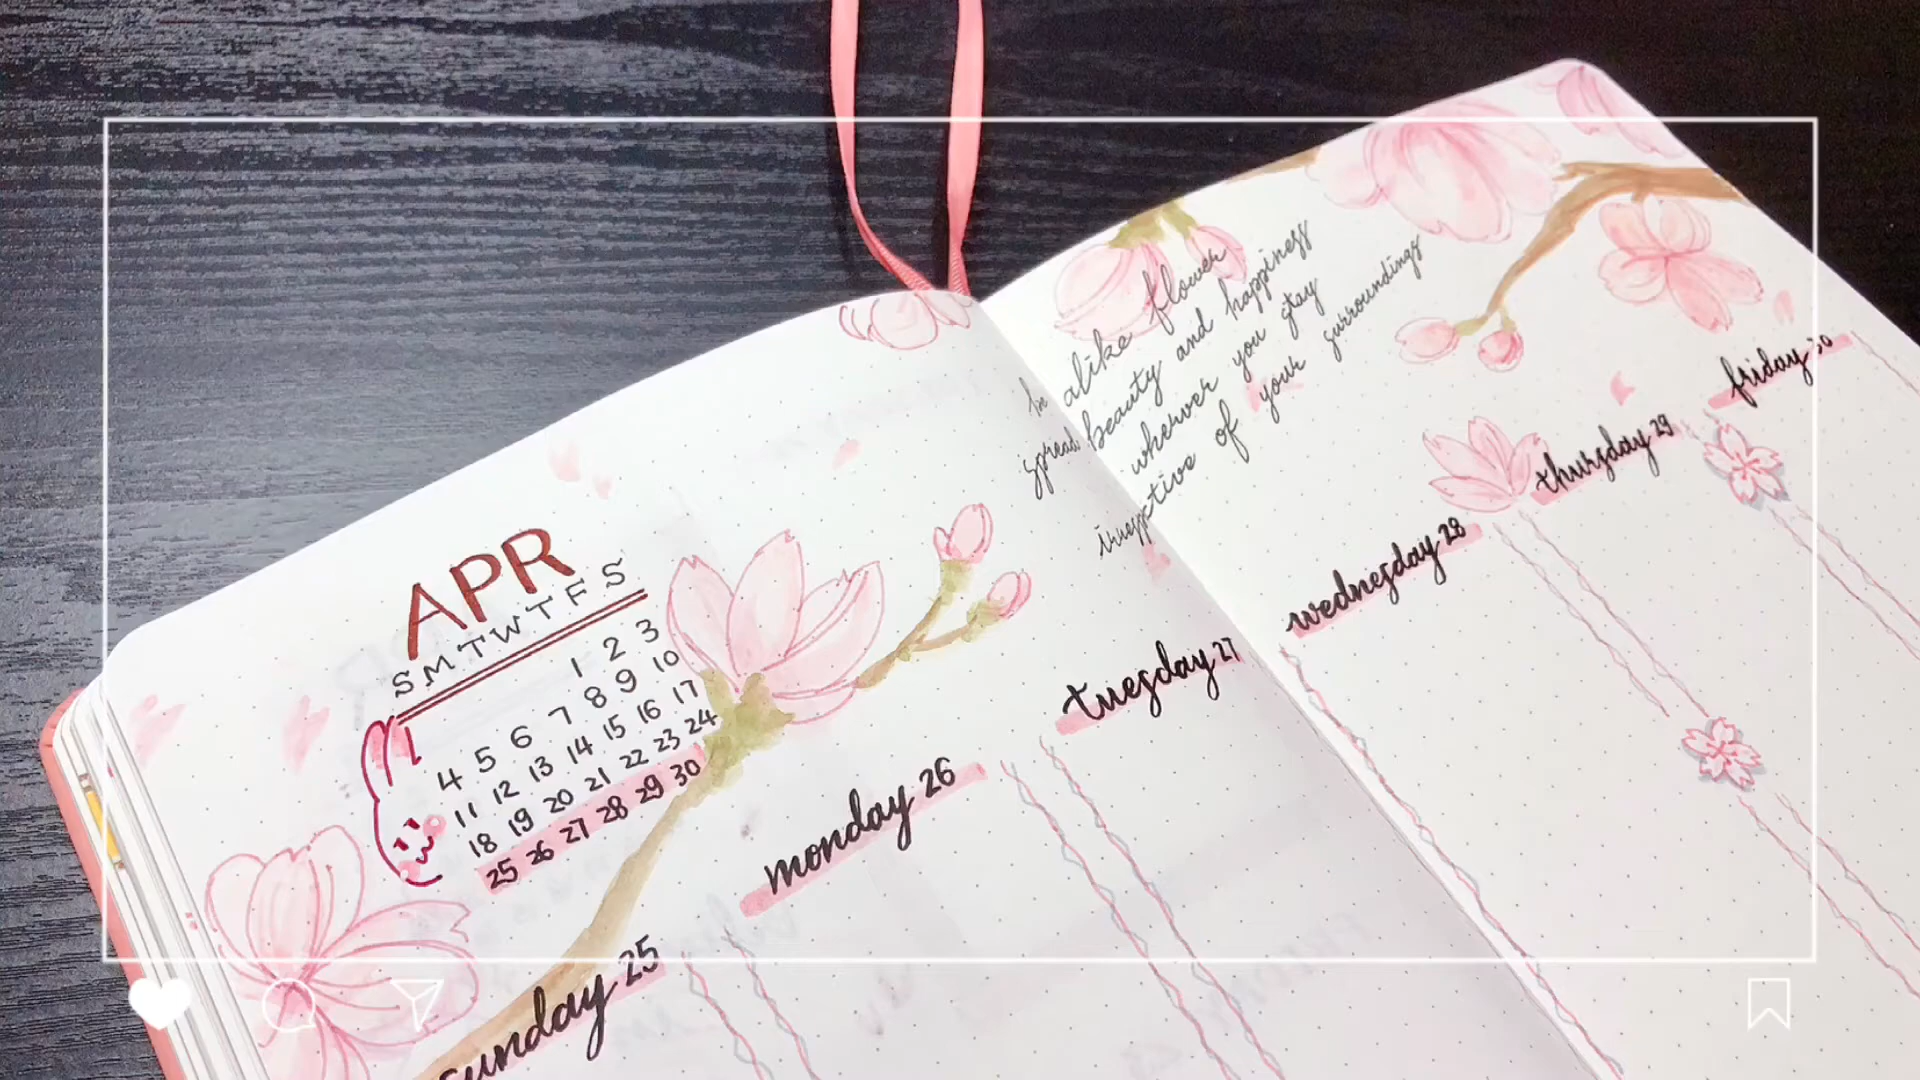 APR
S M T W T F S
1 2 3
4 5 6 7 8 9 10
11 12 13 14 15 16 17
18 19 20 21 22 23 24
25 26 27 28 29 30
alike flower
spread beauty and happiness
wherever you stay
of your surroundings
sunday 25
monday 26
tuesday 27
wednesday 28
thursday 29
friday 30